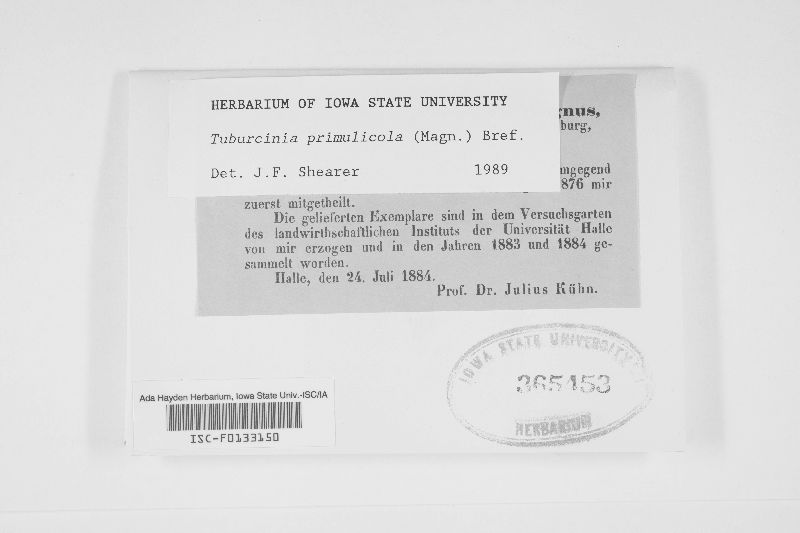 HERBARIUM OF IOWA STATE UNIVERSITY
Tuburcinia primulicola (Magn.) Bref.
Det. J.F. Shearer 1989
gnus,
burg,
mgegend
876 mir
zuerst mitgetheilt.
Die gelieferten Exemplare sind in dem Versuchsgarten
des landwirthschaftlichen Instituts der Universität Halle
von mir erzogen und in den Jahren 1883 und 1884 ge-
sammelt worden.
Halle, den 24. Juli 1884.
Prof. Dr. Julius Kühn.
IOWA STATE UNIVERSITY
365453
HERBARIUM
Ada Hayden Herbarium, Iowa State Univ.-ISC/IA
ISC-F0133150